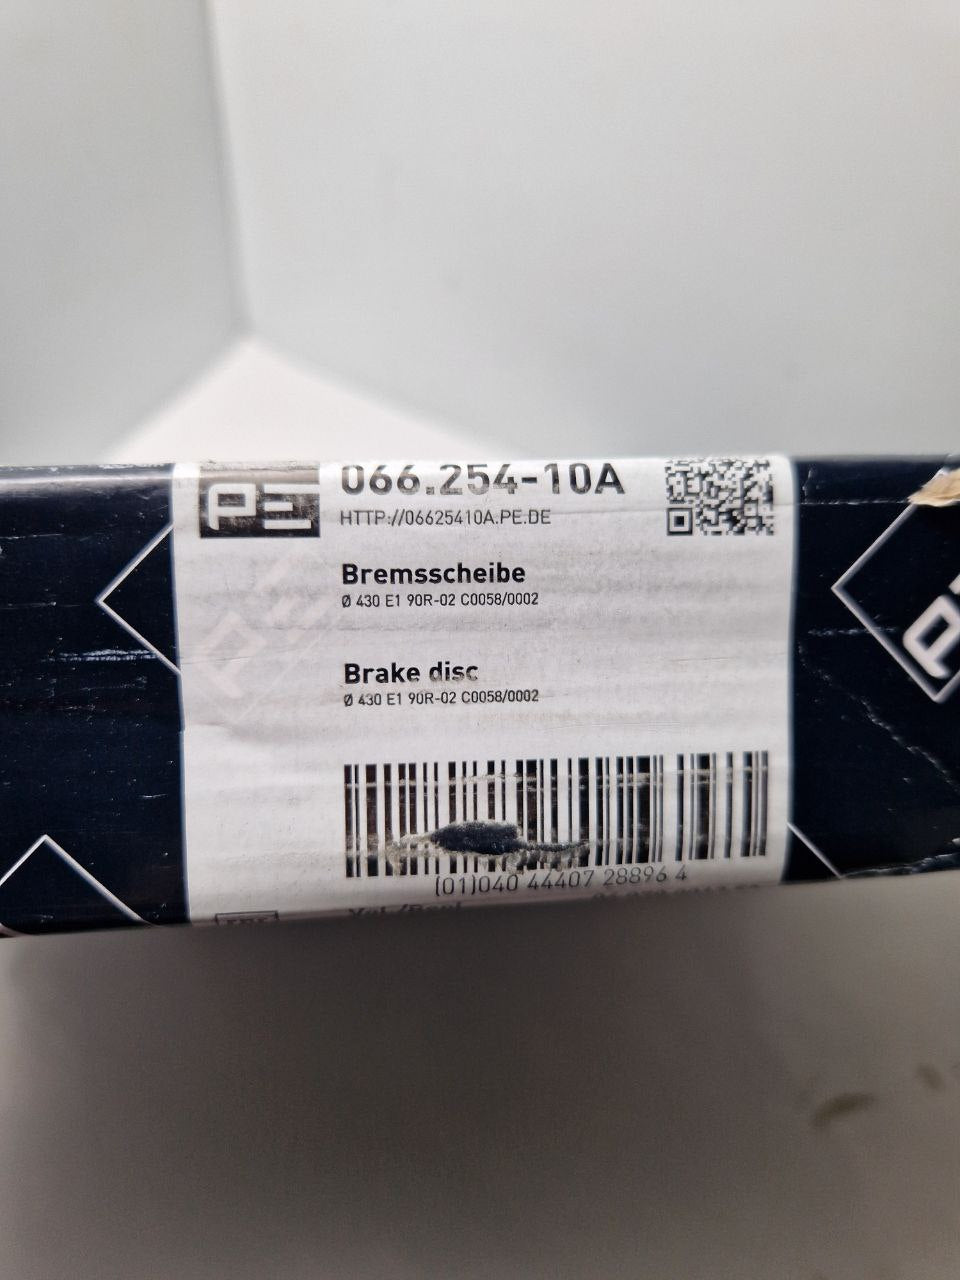 PE
066.254-10A
HTTP://06625410A.PE.DE
Bremsscheibe
Ø 430 E1 90R-02 C0058/0002
Brake disc
Ø 430 E1 90R-02 C0058/0002
(01)040 44407 28896 4
PE